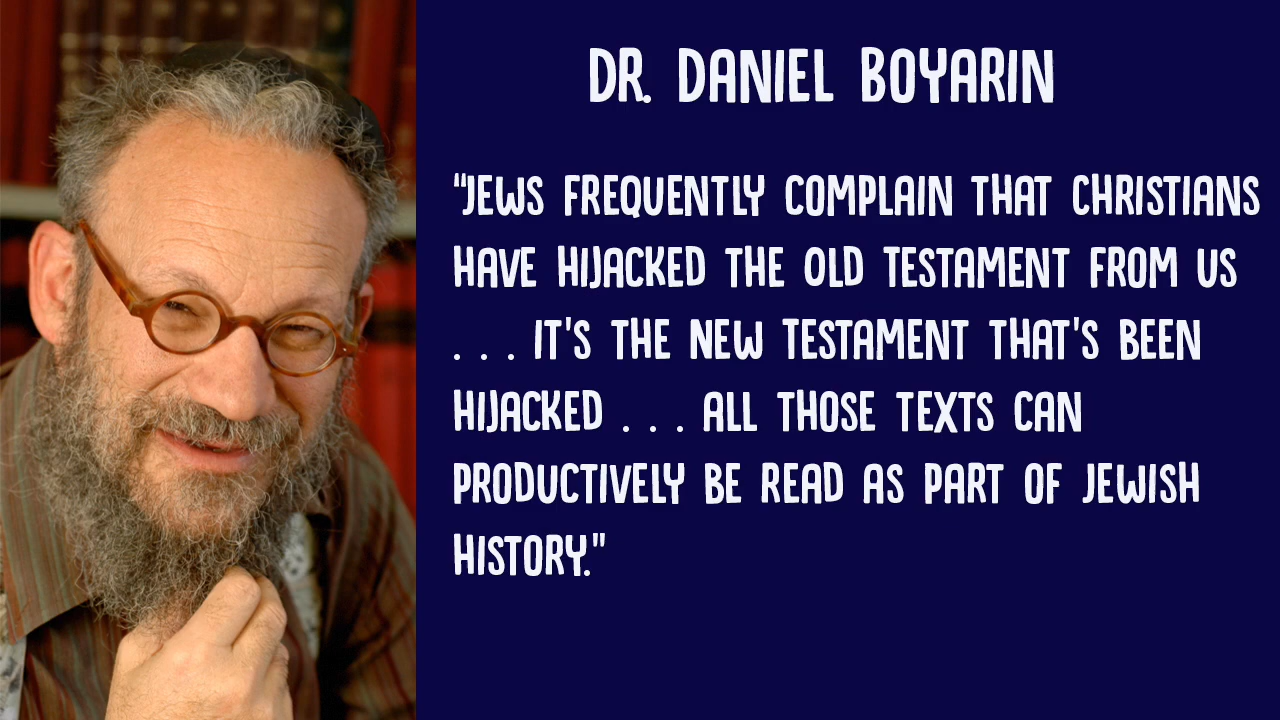 DR. DANIEL BOYARIN
"JEWS FREQUENTLY COMPLAIN THAT CHRISTIANS
HAVE HIJACKED THE OLD TESTAMENT FROM US
. . . IT'S THE NEW TESTAMENT THAT'S BEEN
HIJACKED . . . ALL THOSE TEXTS CAN
PRODUCTIVELY BE READ AS PART OF JEWISH
HISTORY."